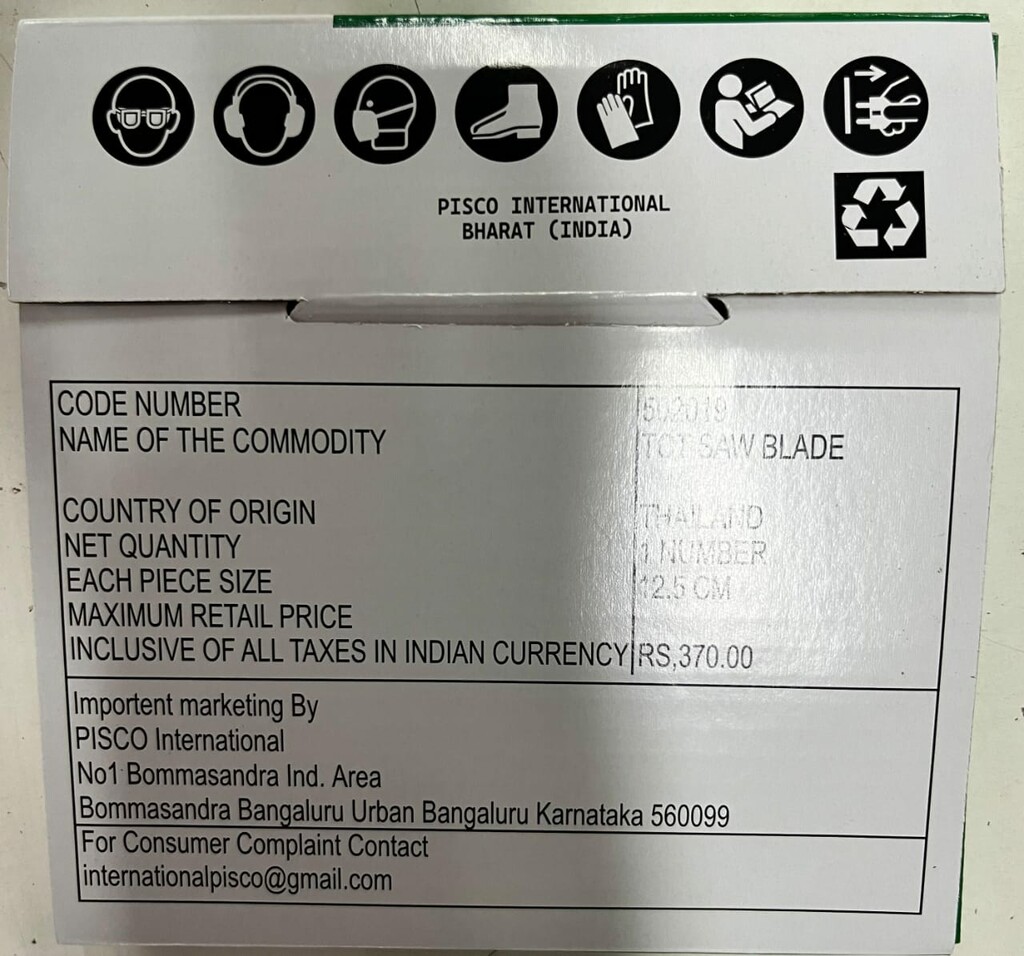 PISCO INTERNATIONAL
BHARAT (INDIA)
CODE NUMBER 502019
NAME OF THE COMMODITY TCT SAW BLADE
COUNTRY OF ORIGIN THAILAND
NET QUANTITY 1 NUMBER
EACH PIECE SIZE 12.5 CM
MAXIMUM RETAIL PRICE
INCLUSIVE OF ALL TAXES IN INDIAN CURRENCY RS,370.00
Importent marketing By
PISCO International
No1 Bommasandra Ind. Area
Bommasandra Bangaluru Urban Bangaluru Karnataka 560099
For Consumer Complaint Contact
internationalpisco@gmail.com